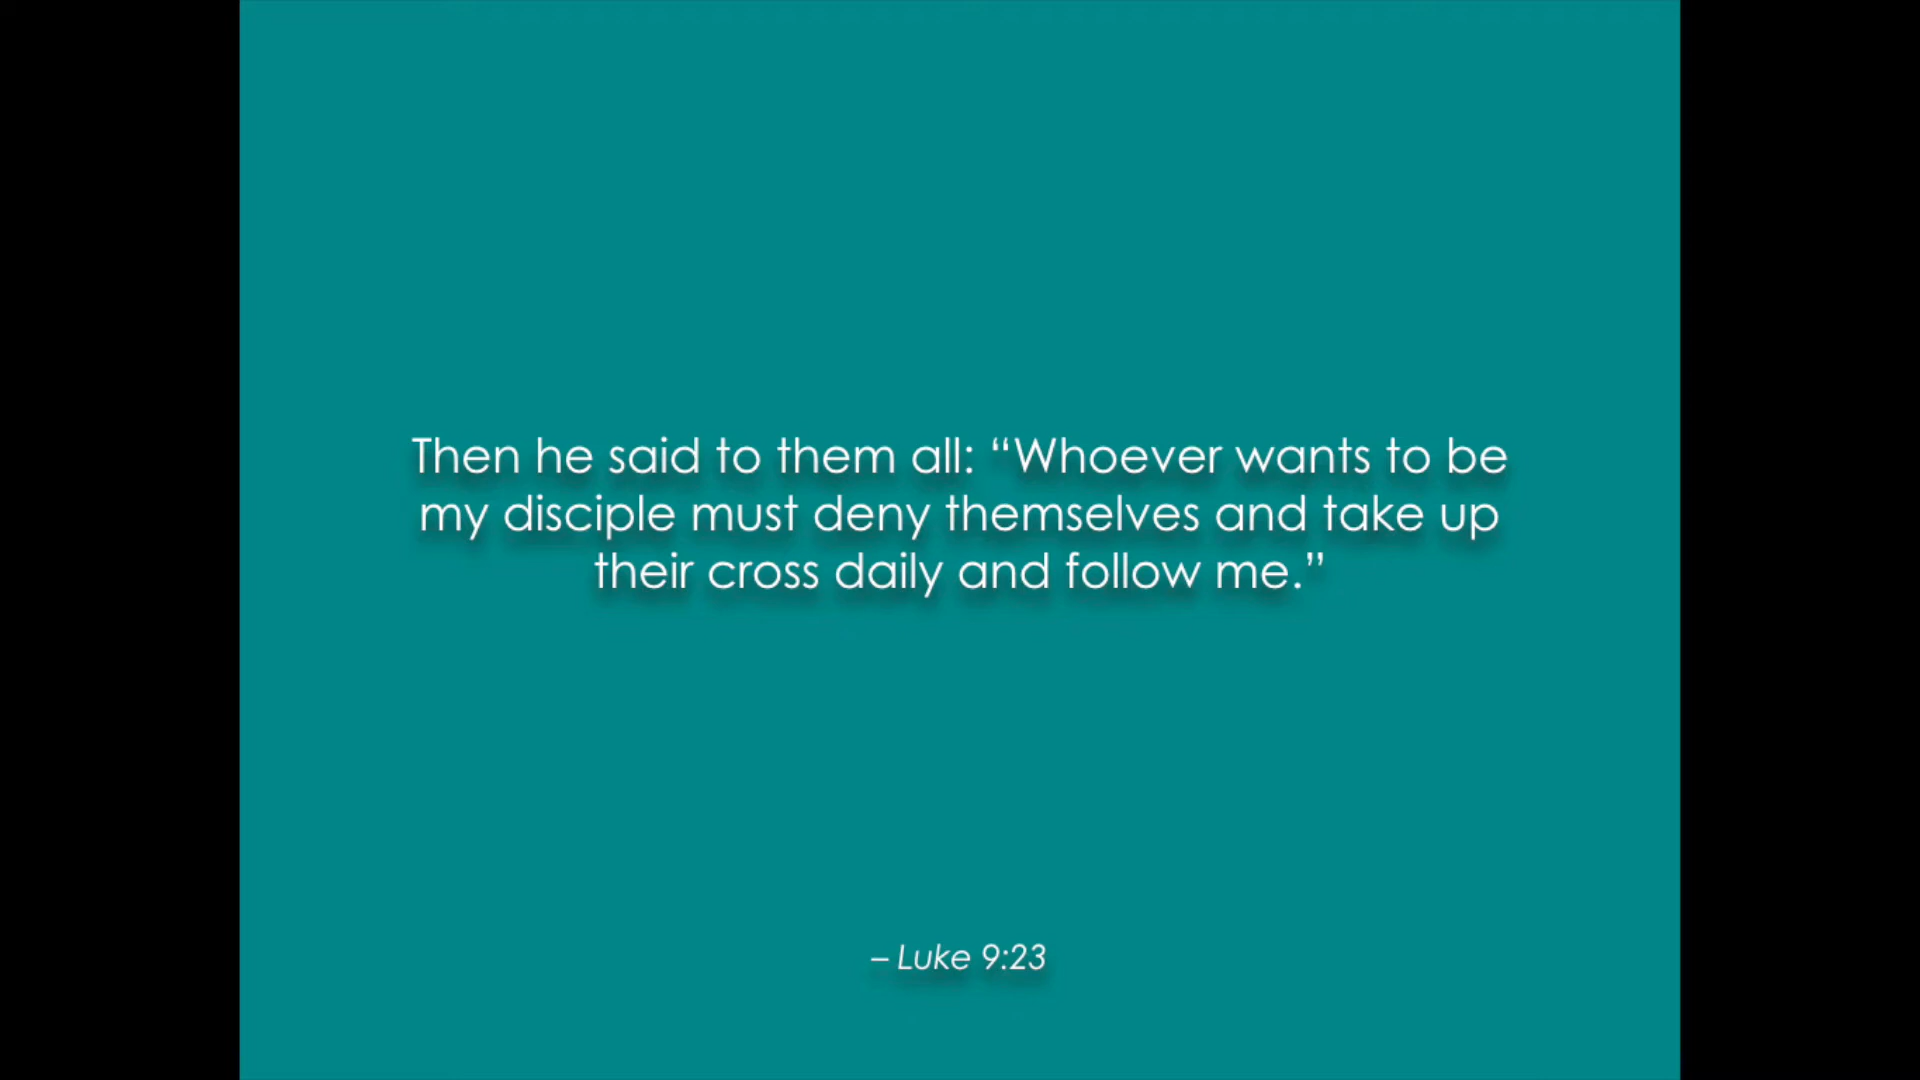 Then he said to them all: “Whoever wants to be
my disciple must deny themselves and take up
their cross daily and follow me.”
– Luke 9:23